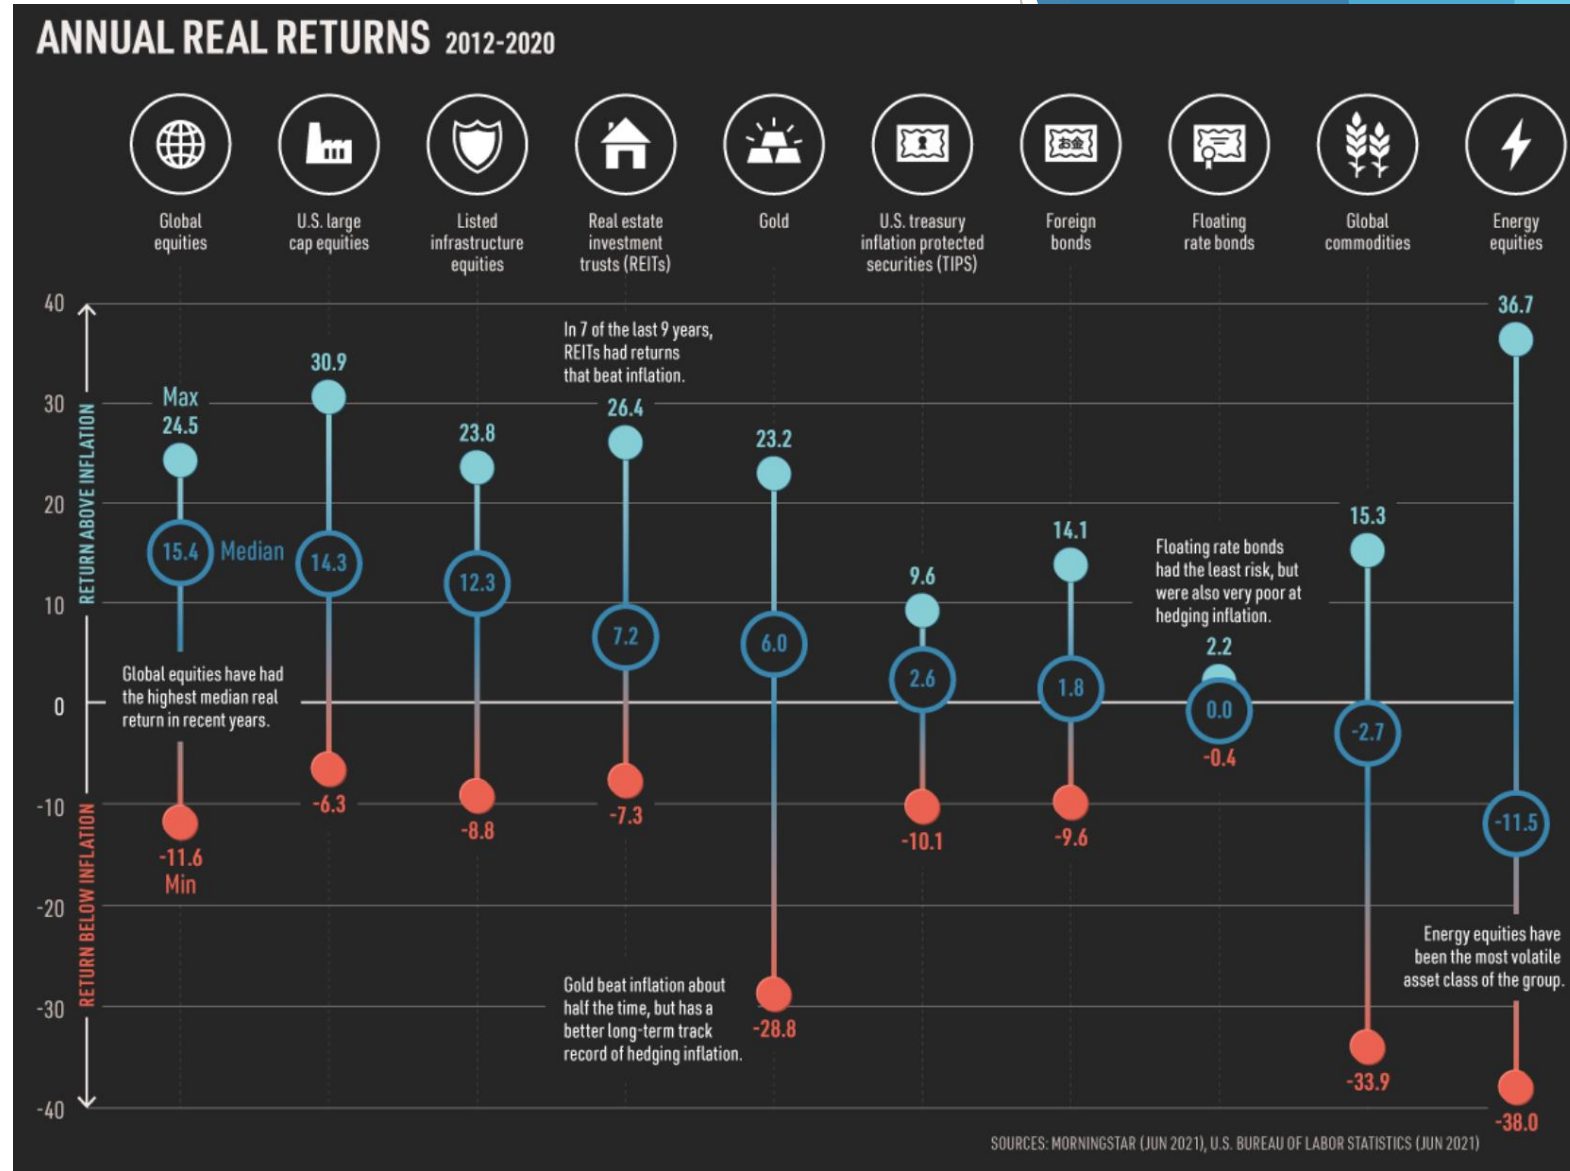 ANNUAL REAL RETURNS 2012-2020
お金
Global
equities
U.S. large
cap equities
Listed
infrastructure
equities
Real estate
investment
trusts (REITs)
Gold
U.S. treasury
inflation protected
securities (TIPS)
Foreign
bonds
Floating
rate bonds
Global
commodities
Energy
equities
40
30
20
10
0
-10
-20
-30
-40
RETURN ABOVE INFLATION
RETURN BELOW INFLATION
Max
24.5
15.4 Median
Global equities have had
the highest median real
return in recent years.
-11.6
Min
30.9
14.3
-6.3
23.8
12.3
-8.8
In 7 of the last 9 years,
REITs had returns
that beat inflation.
26.4
7.2
-7.3
23.2
6.0
Gold beat inflation about
half the time, but has a
better long-term track
record of hedging inflation.
-28.8
9.6
2.6
-10.1
14.1
1.8
-9.6
Floating rate bonds
had the least risk, but
were also very poor at
hedging inflation.
2.2
0.0
-0.4
15.3
-2.7
-33.9
36.7
-11.5
Energy equities have
been the most volatile
asset class of the group.
-38.0
SOURCES: MORNINGSTAR (JUN 2021), U.S. BUREAU OF LABOR STATISTICS (JUN 2021)